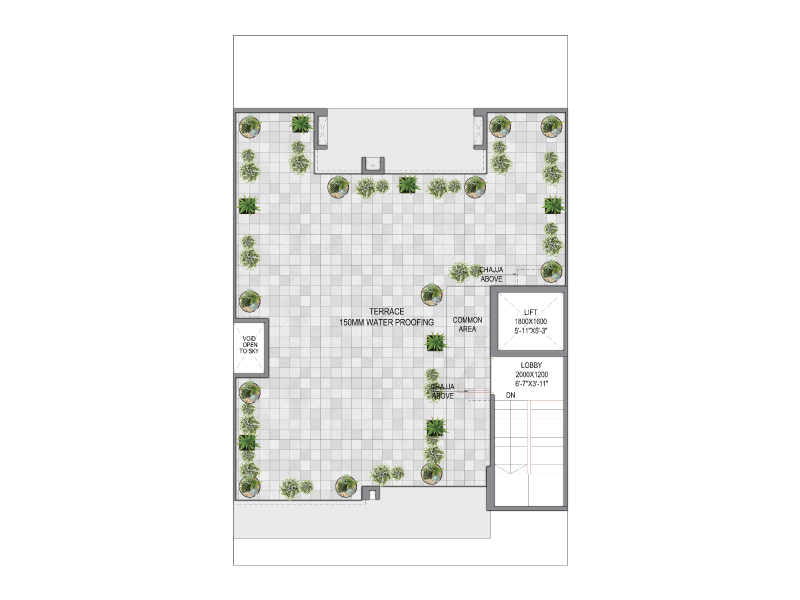 CHAJJA
ABOVE
TERRACE
150MM WATER PROOFING
COMMON
AREA
LIFT
1800X1600
5'-11"X5'-3"
VOID
OPEN
TO SKY
LOBBY
2000X1200
6'-7"X3'-11"
CHAJJA
ABOVE
DN